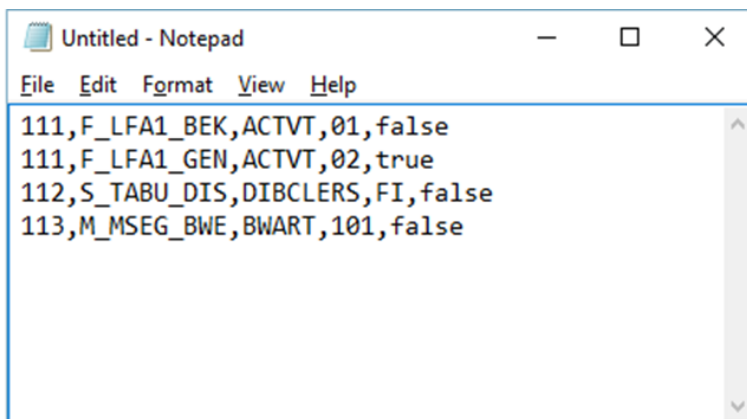 Untitled - Notepad
File Edit Format View Help
111,F_LFA1_BEK,ACTVT,01,false
111,F_LFA1_GEN,ACTVT,02,true
112,S_TABU_DIS,DIBCLERS,FI,false
113,M_MSEG_BWE,BWART,101,false